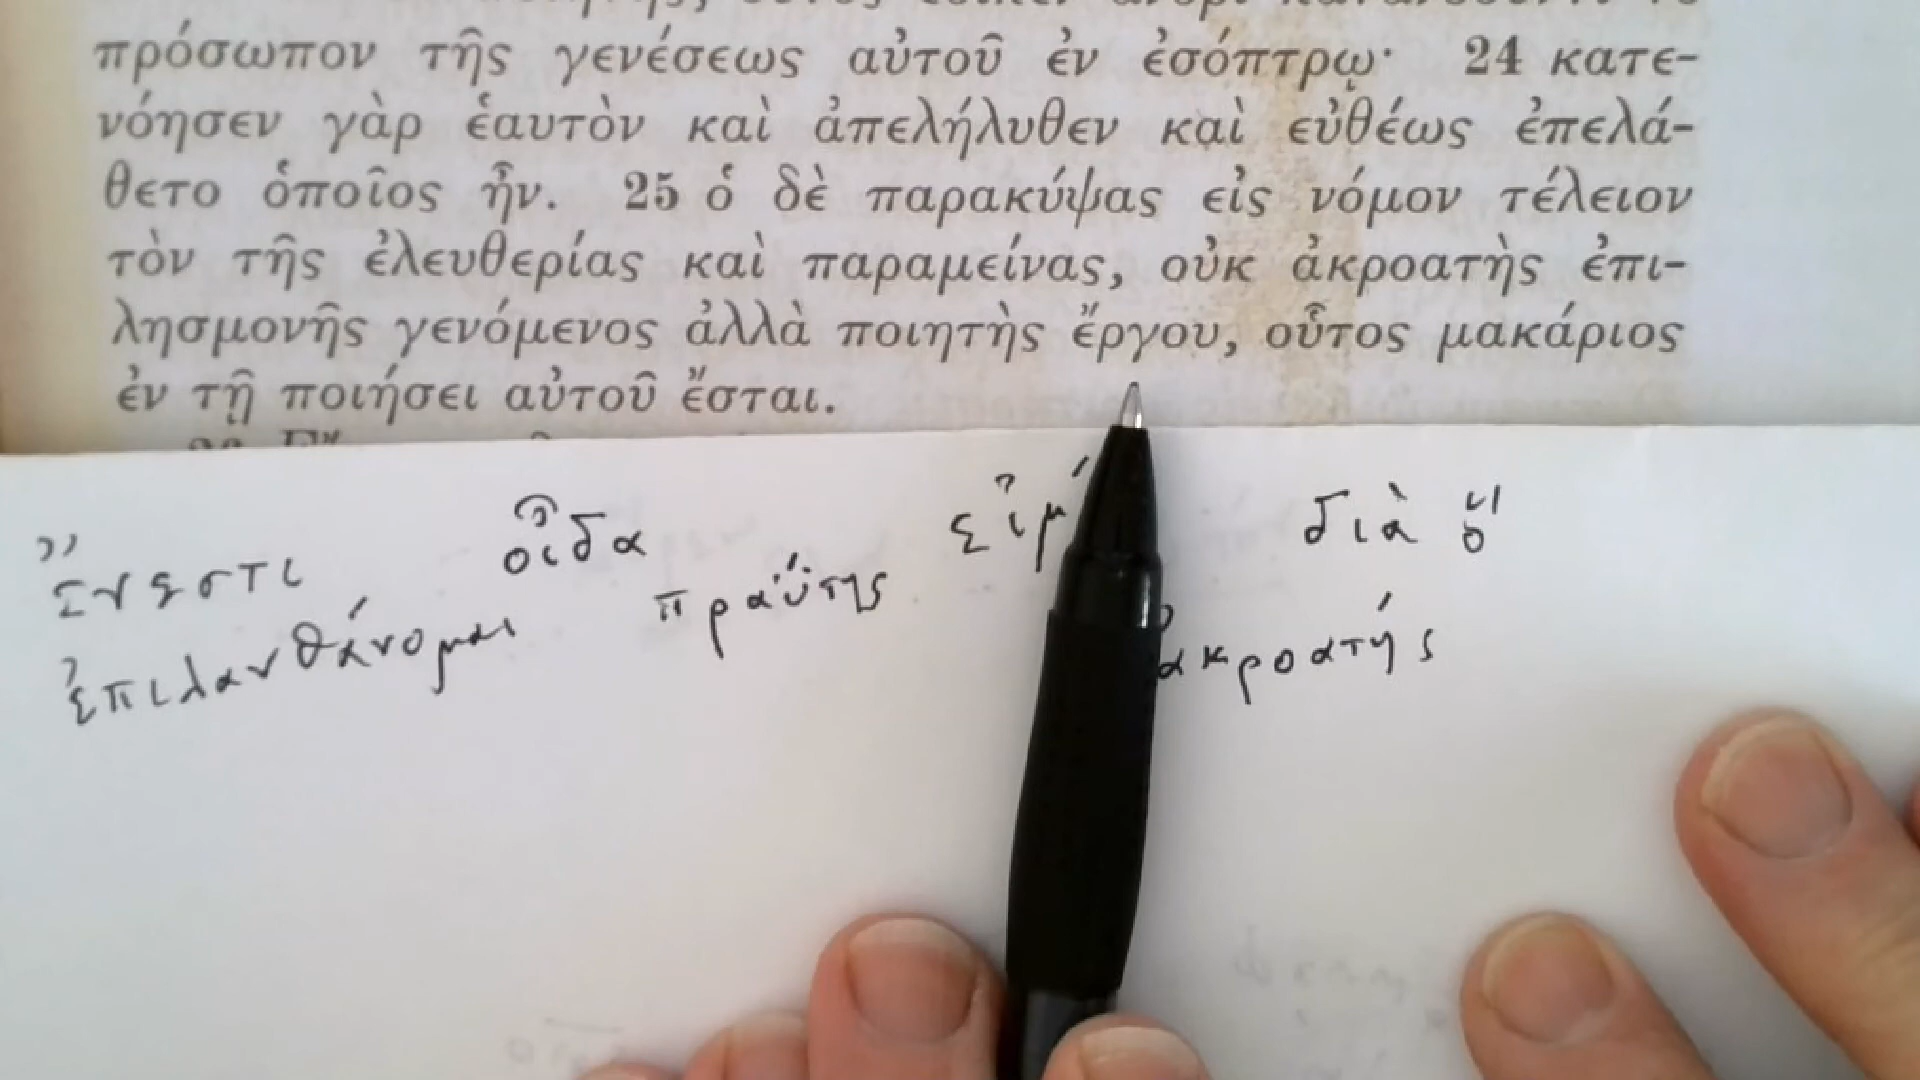 πρόσωπον τῆς γενέσεως αὐτοῦ ἐν ἐσόπτρῳ· 24 κατε-
νόησεν γὰρ ἑαυτὸν καὶ ἀπελήλυθεν καὶ εὐθέως ἐπελά-
θετο ὁποῖος ἦν. 25 ὁ δὲ παρακύψας εἰς νόμον τέλειον
τὸν τῆς ἐλευθερίας καὶ παραμείνας, οὐκ ἀκροατὴς ἐπι-
λησμονῆς γενόμενος ἀλλὰ ποιητὴς ἔργου, οὗτος μακάριος
ἐν τῇ ποιήσει αὐτοῦ ἔσται.
οἶδα εἰμί διὰ ὅ
ἐπιλανθάνομαι πραΰτης ἀκροατής